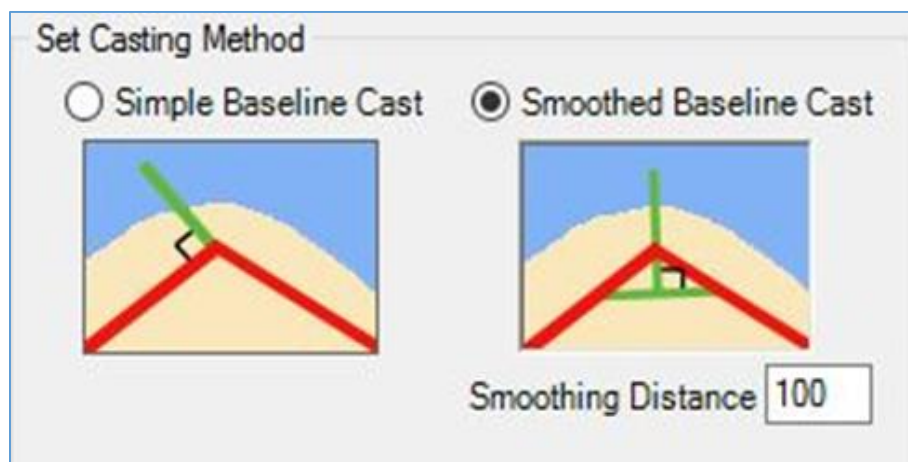 Set Casting Method
Simple Baseline Cast
Smoothed Baseline Cast
Smoothing Distance 100